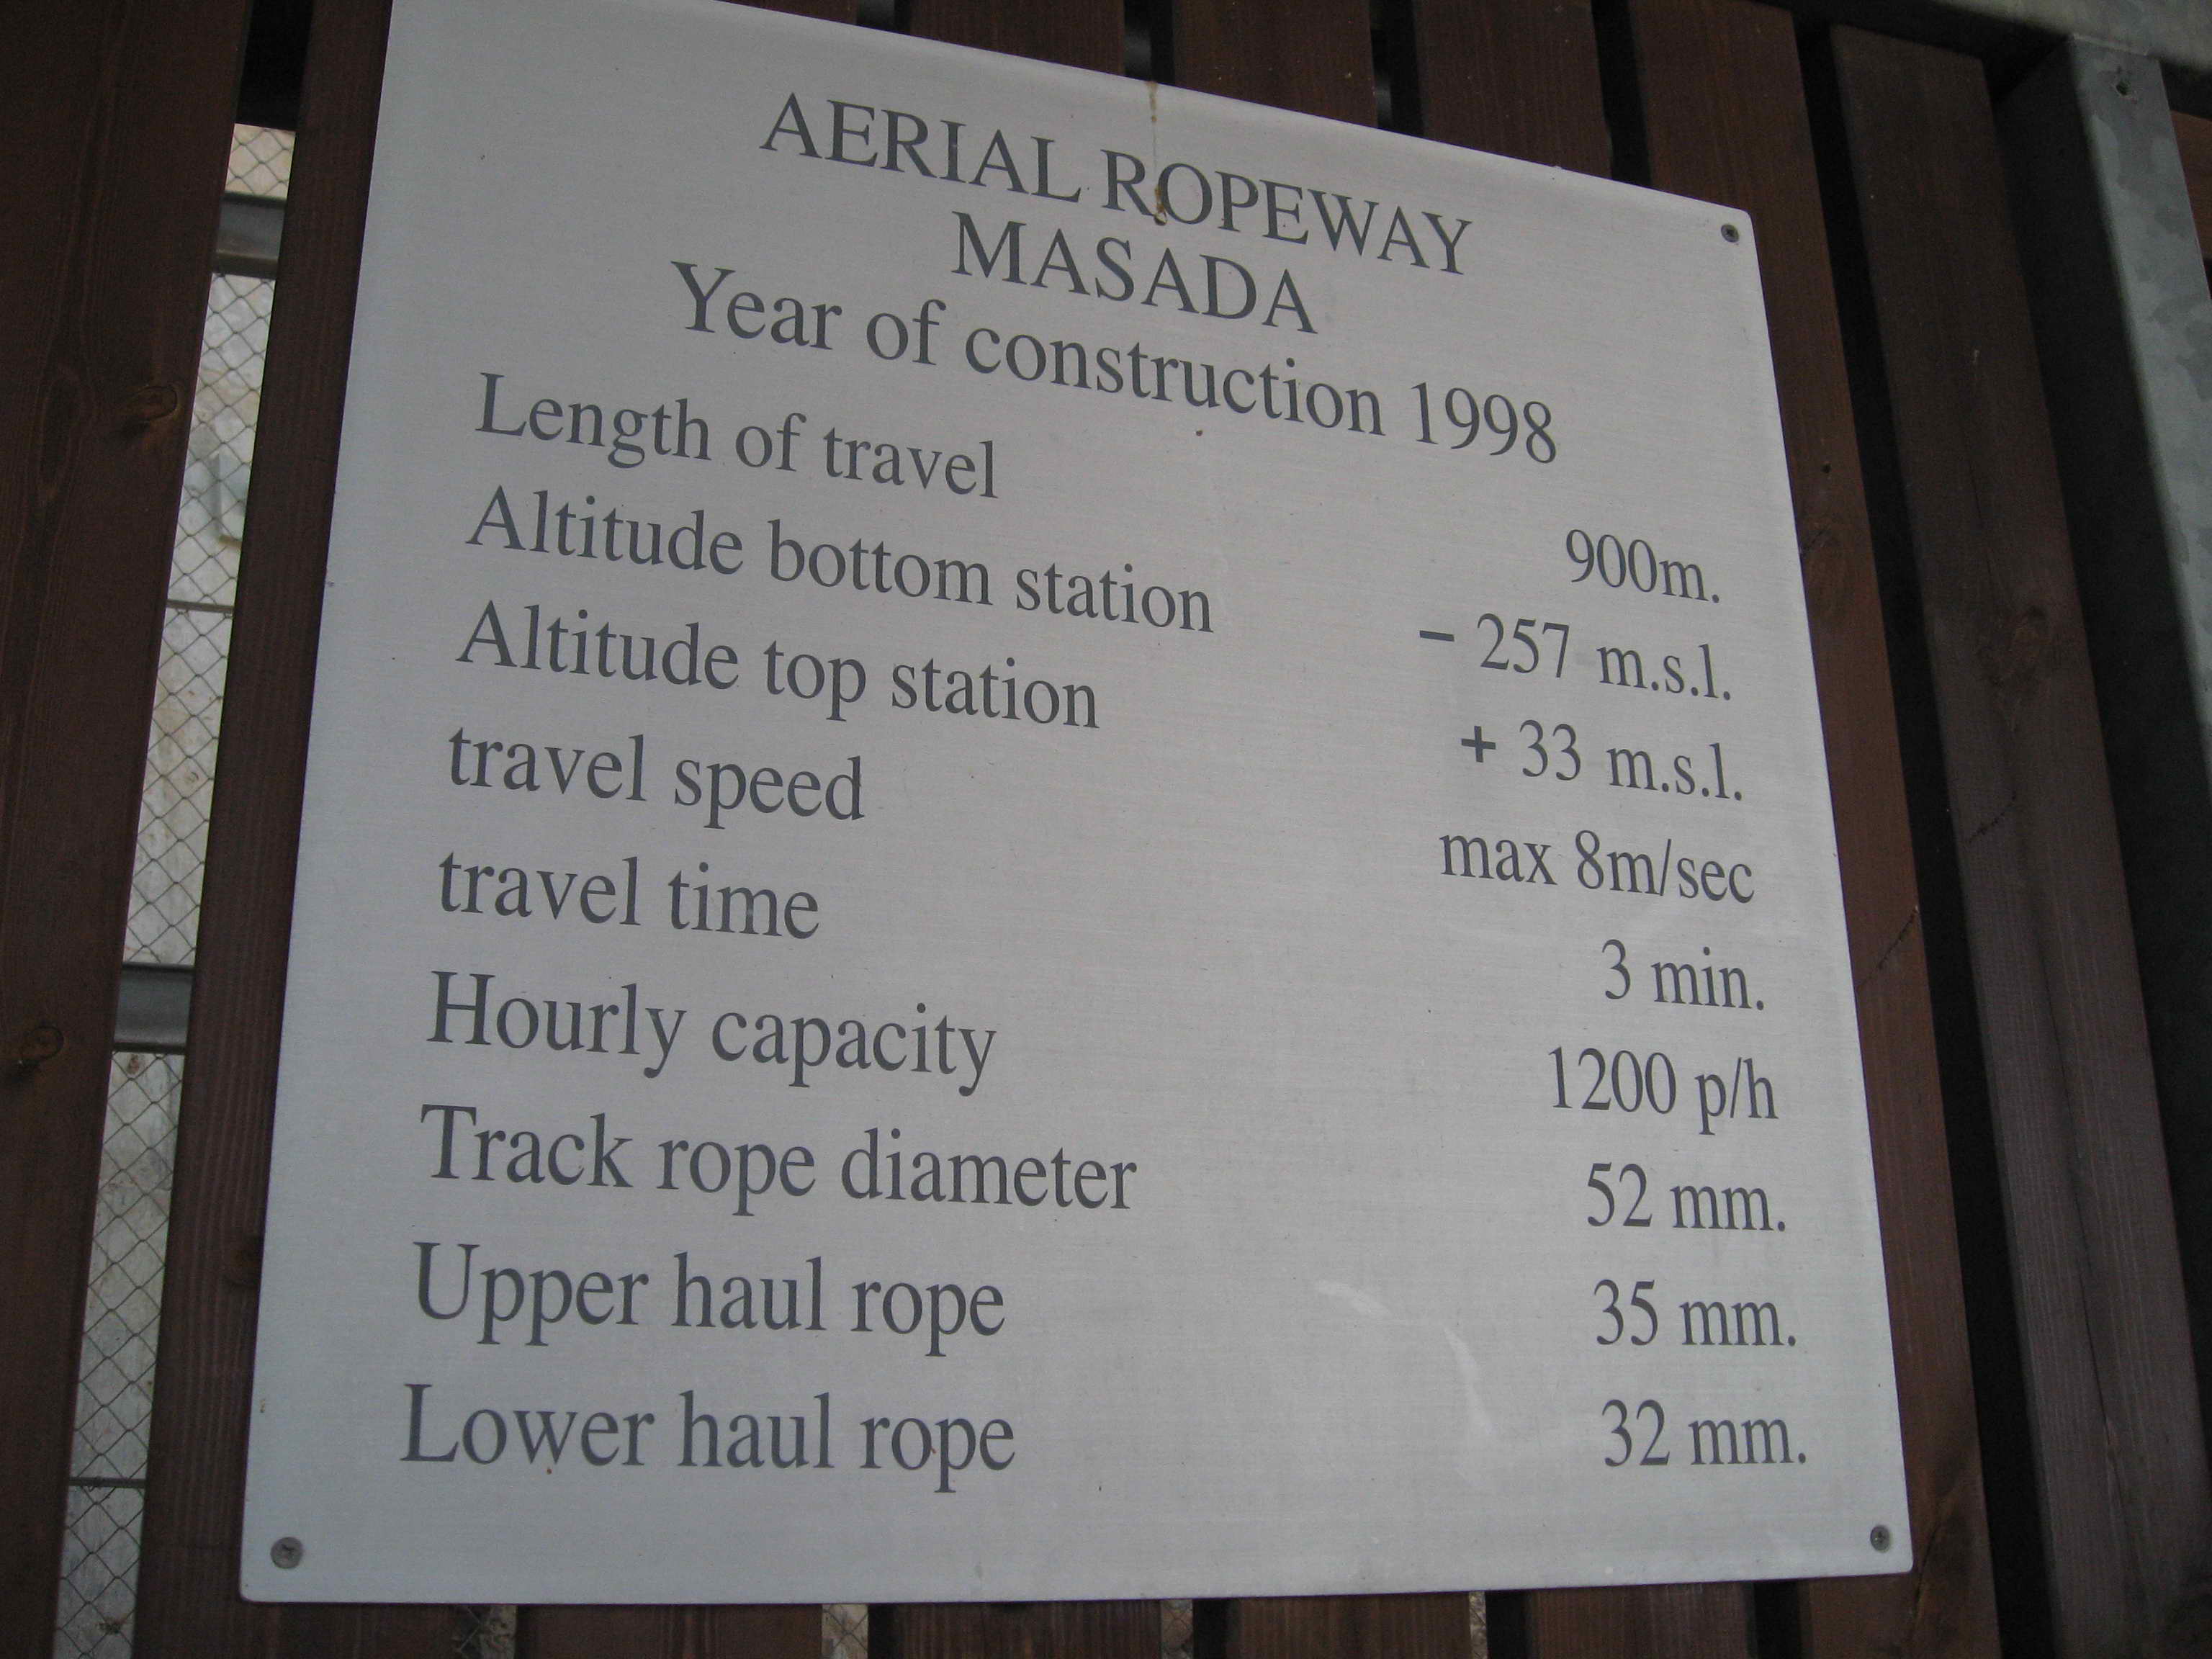 AERIAL ROPEWAY
MASADA
Year of construction 1998
Length of travel 900m.
Altitude bottom station - 257 m.s.l.
Altitude top station + 33 m.s.l.
travel speed max 8m/sec
travel time 3 min.
Hourly capacity 1200 p/h
Track rope diameter 52 mm.
Upper haul rope 35 mm.
Lower haul rope 32 mm.